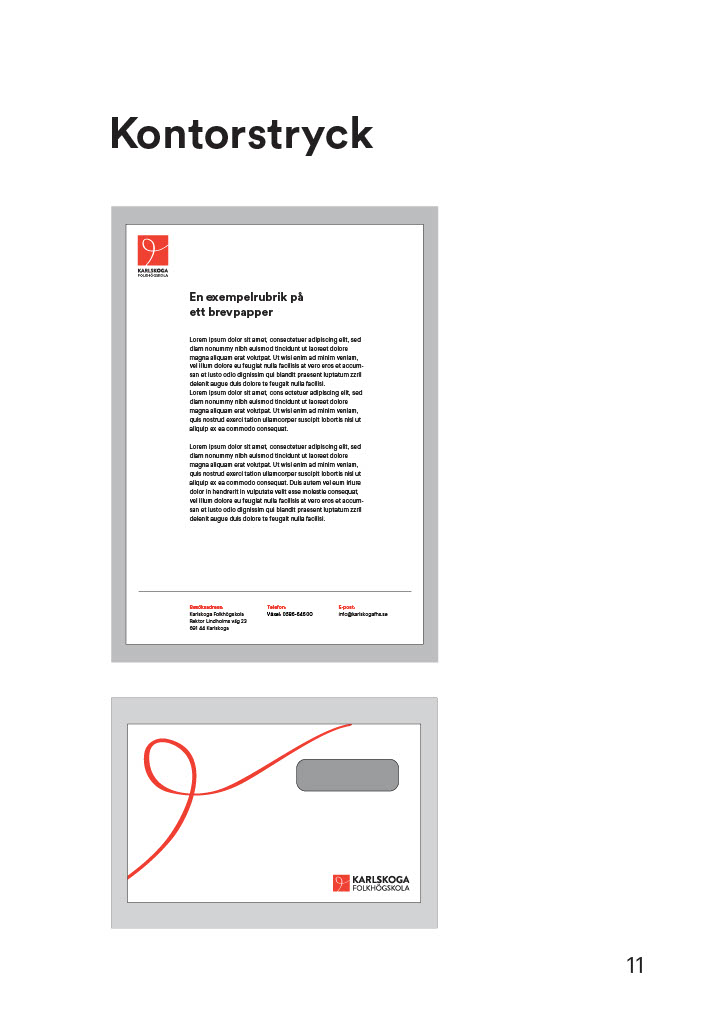 Kontorstryck
KARLSKOGA
FOLKHÖGSKOLA
En exempelrubrik på
ett brevpapper
Lorem ipsum dolor sit amet, consectetuer adipiscing elit, sed
diam nonummy nibh euismod tincidunt ut laoreet dolore
magna aliquam erat volutpat. Ut wisi enim ad minim veniam,
vel illum dolore eu feugiat nulla facilisis at vero eros et accum-
san et iusto odio dignissim qui blandit praesent luptatum zzril
delenit augue duis dolore te feugait nulla facilisi.
Lorem ipsum dolor sit amet, cons ectetuer adipiscing elit, sed
diam nonummy nibh euismod tincidunt ut laoreet dolore
magna aliquam erat volutpat. Ut wisi enim ad minim veniam,
quis nostrud exerci tation ullamcorper suscipit lobortis nisl ut
aliquip ex ea commodo consequat.
Lorem ipsum dolor sit amet, consectetuer adipiscing elit, sed
diam nonummy nibh euismod tincidunt ut laoreet dolore
magna aliquam erat volutpat. Ut wisi enim ad minim veniam,
quis nostrud exerci tation ullamcorper suscipit lobortis nisl ut
aliquip ex ea commodo consequat. Duis autem vel eum iriure
dolor in hendrerit in vulputate velit esse molestie consequat,
vel illum dolore eu feugiat nulla facilisis at vero eros et accum-
san et iusto odio dignissim qui blandit praesent luptatum zzril
delenit augue duis dolore te feugait nulla facilisi.
Besöksadress: Telefon: E-post:
Karlskoga Folkhögskola Växel: 0586-646 00 info@karlskogafhs.se
Rektor Lindholms väg 23
691 44 Karlskoga
KARLSKOGA
FOLKHÖGSKOLA
11